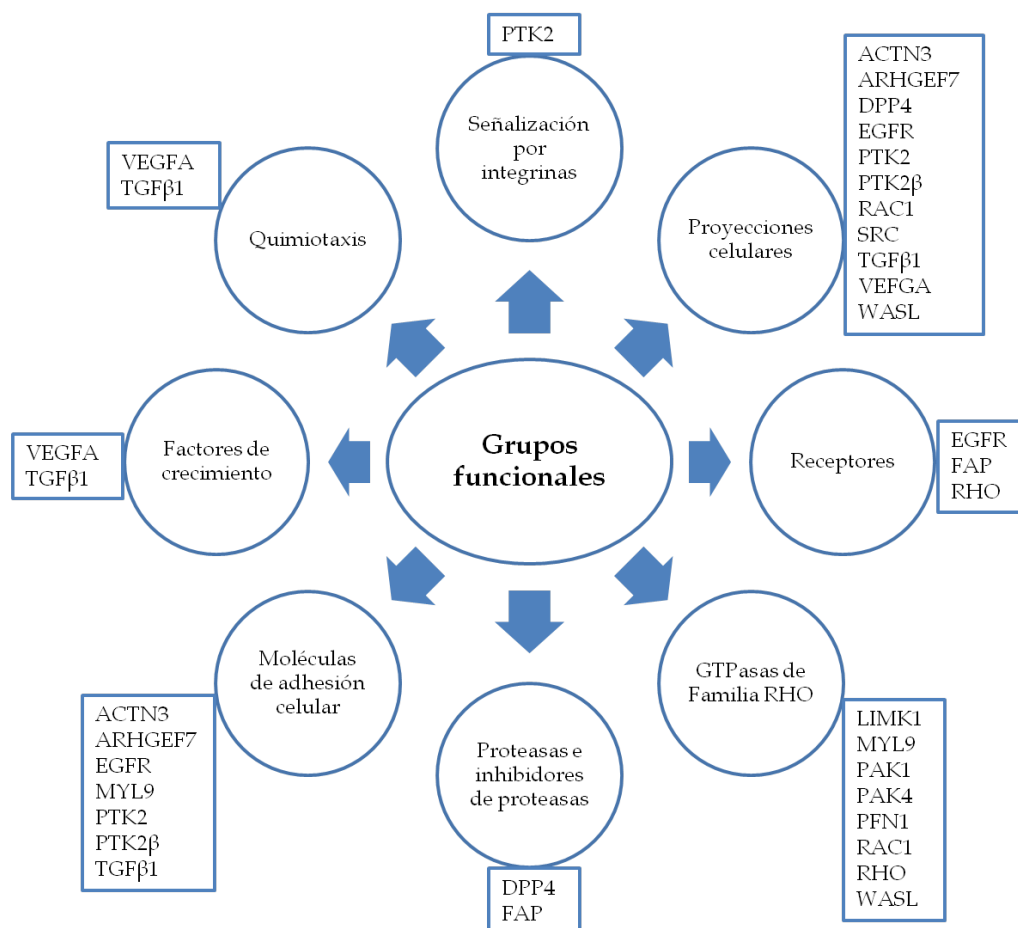 PTK2
Señalización
por
integrinas
ACTN3
ARHGEF7
DPP4
EGFR
PTK2
PTK2β
RAC1
SRC
TGFβ1
VEFGA
WASL
Proyecciones
celulares
VEGFA
TGFβ1
Quimiotaxis
Grupos
funcionales
VEGFA
TGFβ1
Factores de
crecimiento
Receptores
EGFR
FAP
RHO
Moléculas
de adhesión
celular
ACTN3
ARHGEF7
EGFR
MYL9
PTK2
PTK2β
TGFβ1
Proteasas e
inhibidores
de proteasas
DPP4
FAP
GTPasas de
Familia RHO
LIMK1
MYL9
PAK1
PAK4
PFN1
RAC1
RHO
WASL